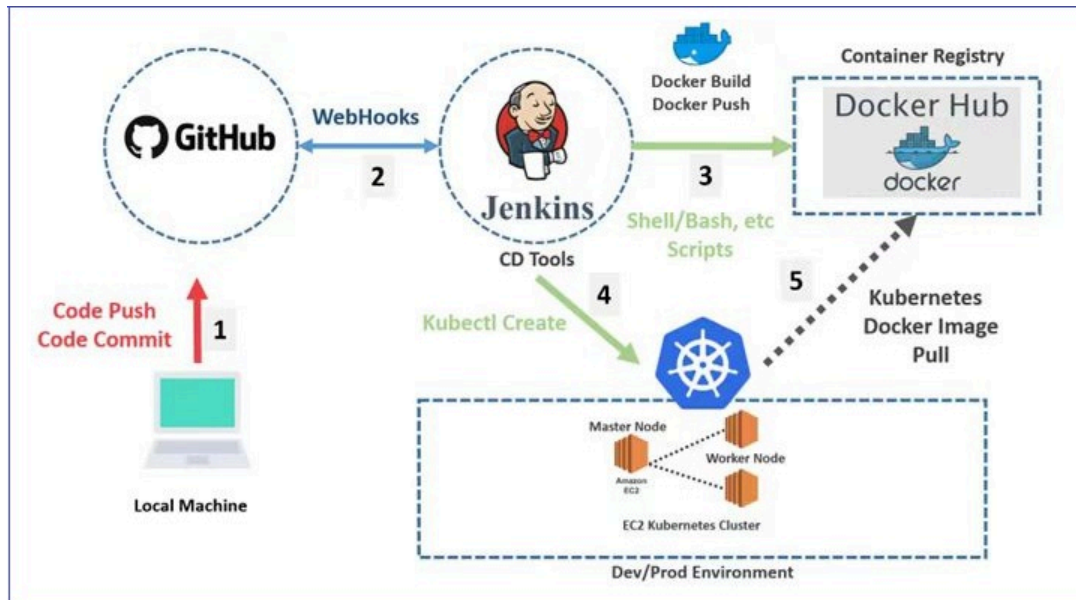 GitHub
WebHooks
2
Jenkins
CD Tools
Docker Build
Docker Push
3
Shell/Bash, etc
Scripts
Container Registry
Docker Hub
docker
Code Push
Code Commit
1
Local Machine
4
Kubectl Create
5
Kubernetes
Docker Image
Pull
Master Node
Amazon
EC2
Worker Node
EC2 Kubernetes Cluster
Dev/Prod Environment